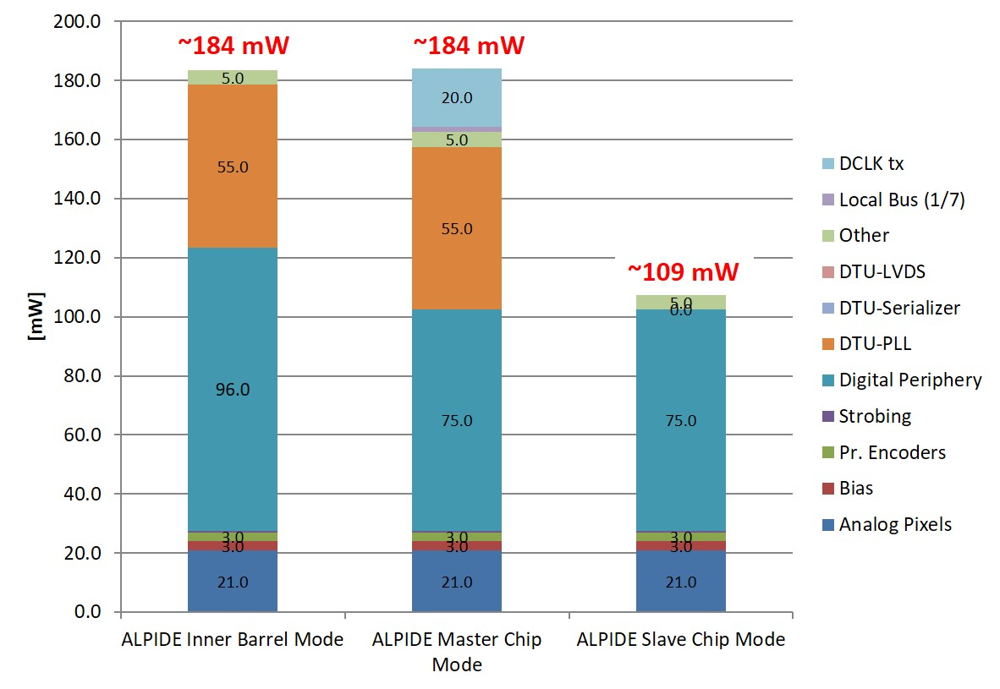 200.0
180.0
160.0
140.0
120.0
100.0
80.0
60.0
40.0
20.0
0.0
[mW]
~184 mW
5.0
55.0
96.0
3.0
3.0
21.0
~184 mW
20.0
5.0
55.0
75.0
3.0
3.0
21.0
~109 mW
5.0
0.0
75.0
3.0
3.0
21.0
ALPIDE Inner Barrel Mode
ALPIDE Master Chip
Mode
ALPIDE Slave Chip Mode
DCLK tx
Local Bus (1/7)
Other
DTU-LVDS
DTU-Serializer
DTU-PLL
Digital Periphery
Strobing
Pr. Encoders
Bias
Analog Pixels